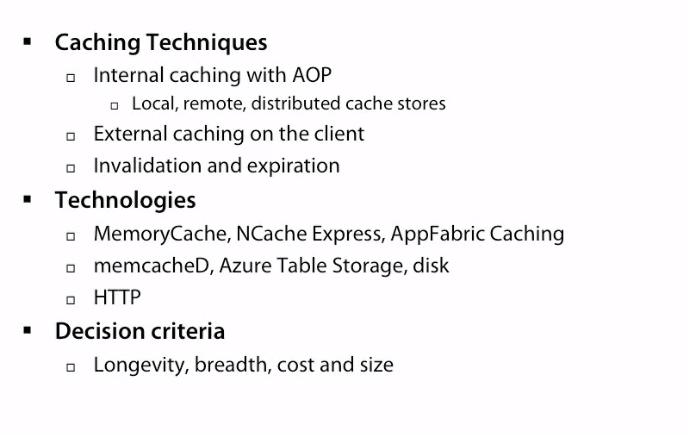 Caching Techniques
Internal caching with AOP
Local, remote, distributed cache stores
External caching on the client
Invalidation and expiration
Technologies
MemoryCache, NCache Express, AppFabric Caching
memcacheD, Azure Table Storage, disk
HTTP
Decision criteria
Longevity, breadth, cost and size